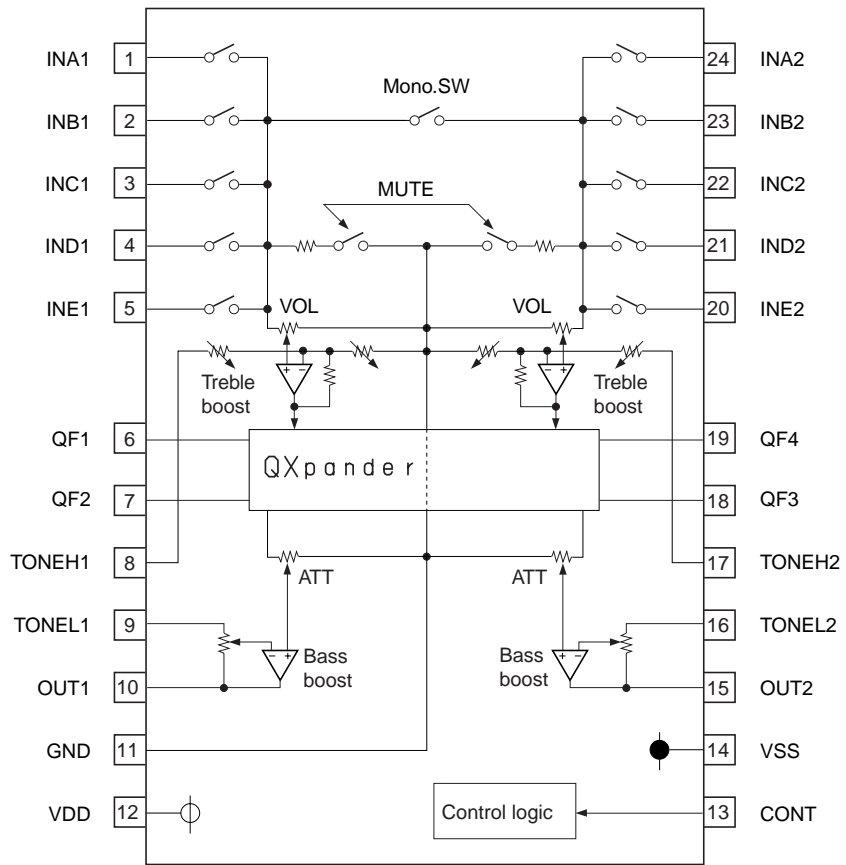 INA1 1 24 INA2
Mono.SW
INB1 2 23 INB2
INC1 3 22 INC2
MUTE
IND1 4 21 IND2
INE1 5 20 INE2
VOL VOL
+ − − +
Treble
boost
Treble
boost
QF1 6 19 QF4
QXpander
QF2 7 18 QF3
TONEH1 8 17 TONEH2
ATT ATT
TONEL1 9 16 TONEL2
− + + −
Bass
boost
Bass
boost
OUT1 10 15 OUT2
GND 11 14 VSS
VDD 12 13 CONT
Control logic